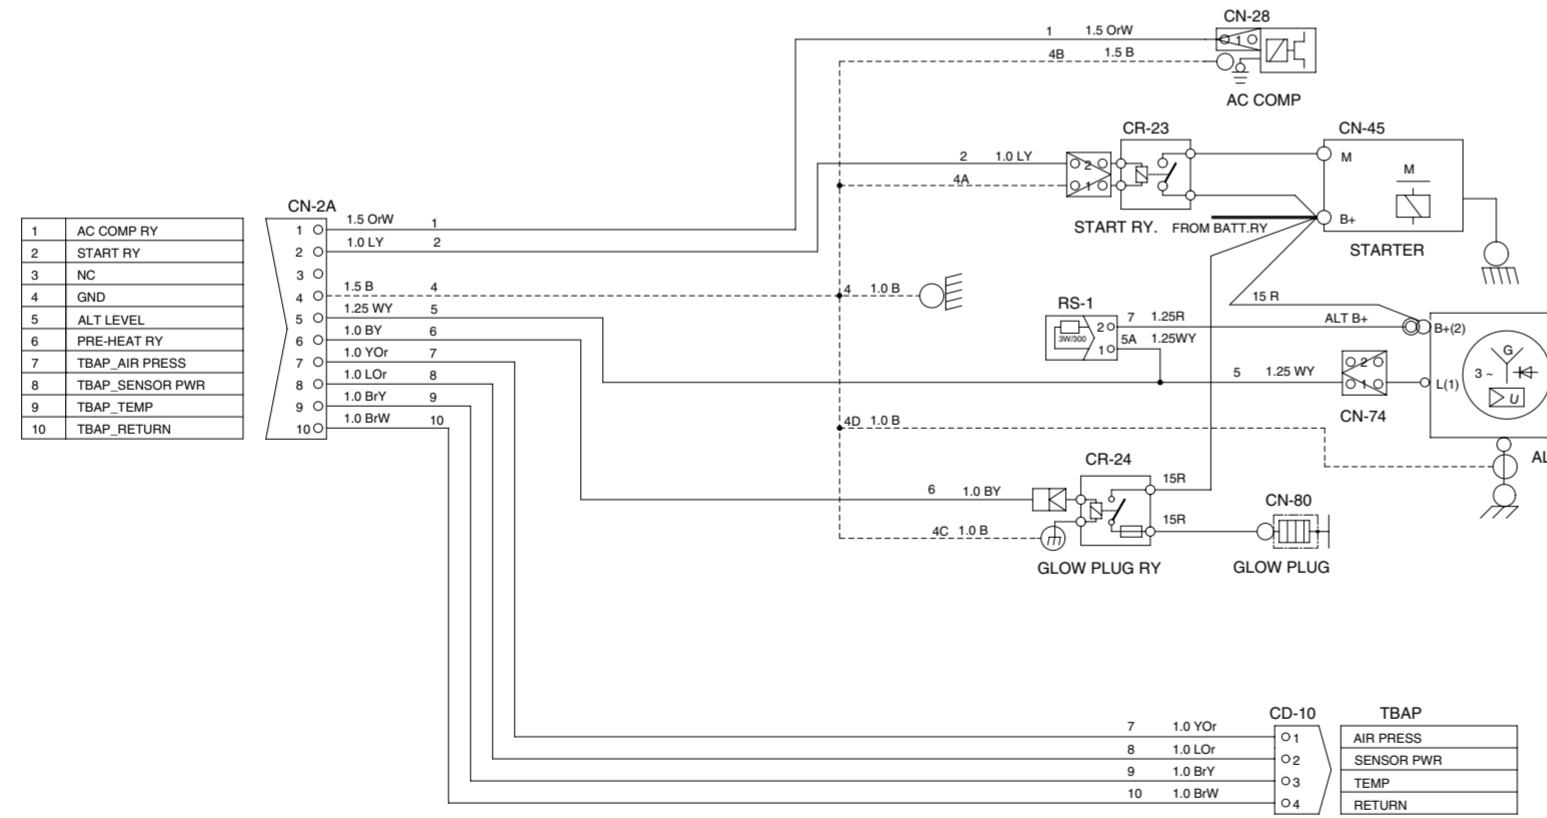 CN-28
1 1.5 OrW
1
4B 1.5 B
AC COMP
CR-23
CN-45
2 1.0 LY
2
M
M
4A
1
B+
START RY.
FROM BATT.RY
STARTER
CN-2A
1 AC COMP RY
2 START RY
3 NC
4 GND
5 ALT LEVEL
6 PRE-HEAT RY
7 TBAP_AIR PRESS
8 TBAP_SENSOR PWR
9 TBAP_TEMP
10 TBAP_RETURN
1 1.5 OrW 1
2 1.0 LY 2
3
4 1.5 B 4
5 1.25 WY 5
6 1.0 BY 6
7 1.0 YOr 7
8 1.0 LOr 8
9 1.0 BrY 9
10 1.0 BrW 10
4 1.0 B
15 R
RS-1
3W/300
2 7 1.25R
ALT B+
B+(2)
1 5A 1.25WY
G
3 ~
U
2
5 1.25 WY
1
L(1)
CN-74
4D 1.0 B
AL
CR-24
15R
6 1.0 BY
CN-80
15R
4C 1.0 B
GLOW PLUG RY
GLOW PLUG
CD-10
TBAP
7 1.0 YOr 1 AIR PRESS
8 1.0 LOr 2 SENSOR PWR
9 1.0 BrY 3 TEMP
10 1.0 BrW 4 RETURN